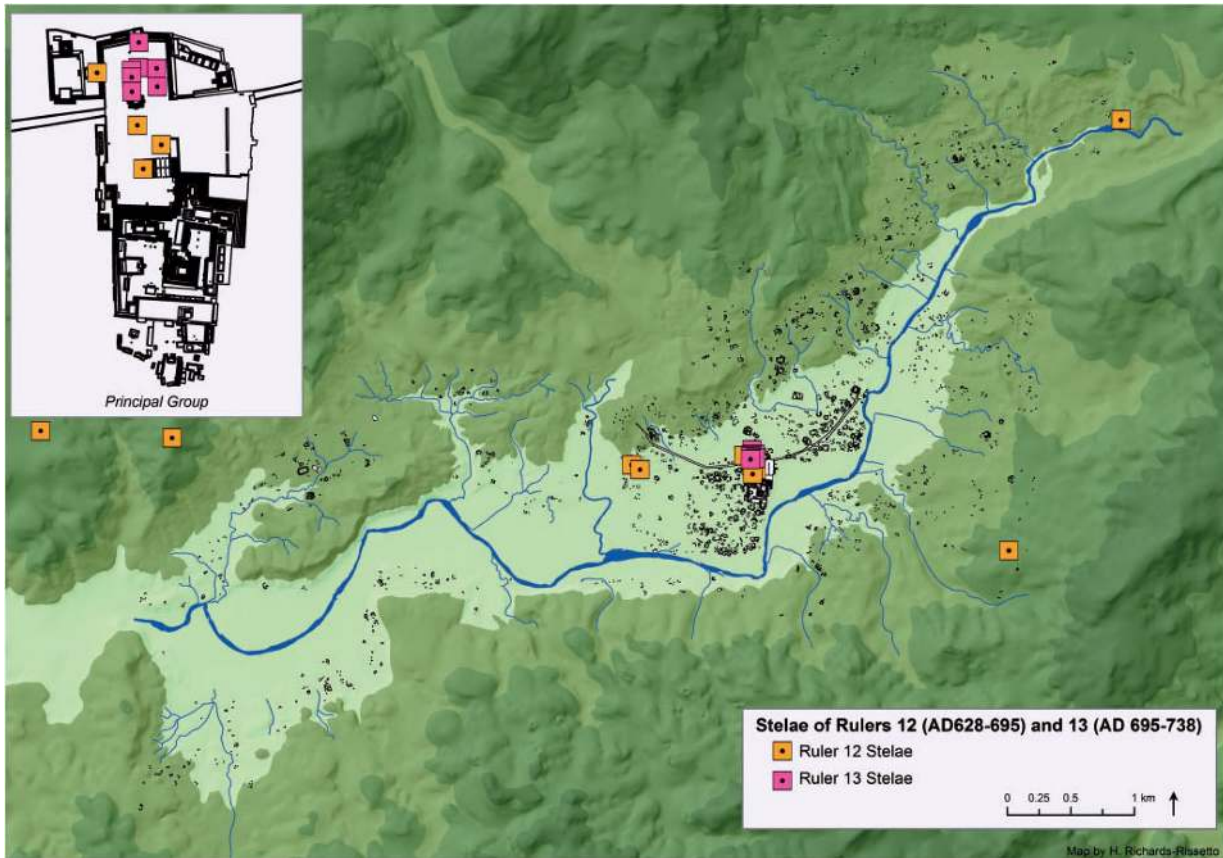 Principal Group
Stelae of Rulers 12 (AD628-695) and 13 (AD 695-738)
Ruler 12 Stelae
Ruler 13 Stelae
0 0.25 0.5 1 km
Map by H. Richards-Rissetto